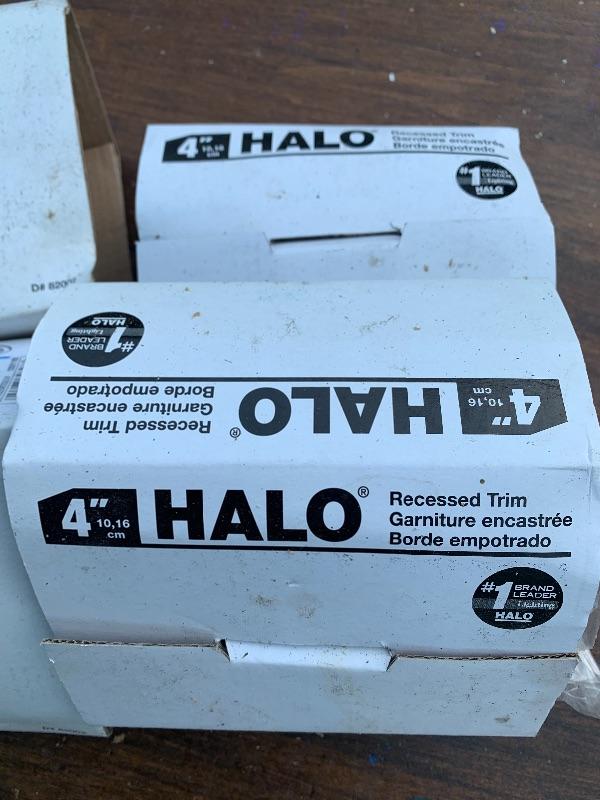 4" 10,16 cm HALO
Recessed Trim
Garniture encastrée
Borde empotrado
#1 BRAND LEADER
Lighting
HALO
D# 82002
#1 BRAND LEADER
Lighting
HALO
4" 10,16 cm HALO®
Recessed Trim
Garniture encastrée
Borde empotrado
4" 10,16 cm HALO®
Recessed Trim
Garniture encastrée
Borde empotrado
#1 BRAND LEADER
Lighting
HALO